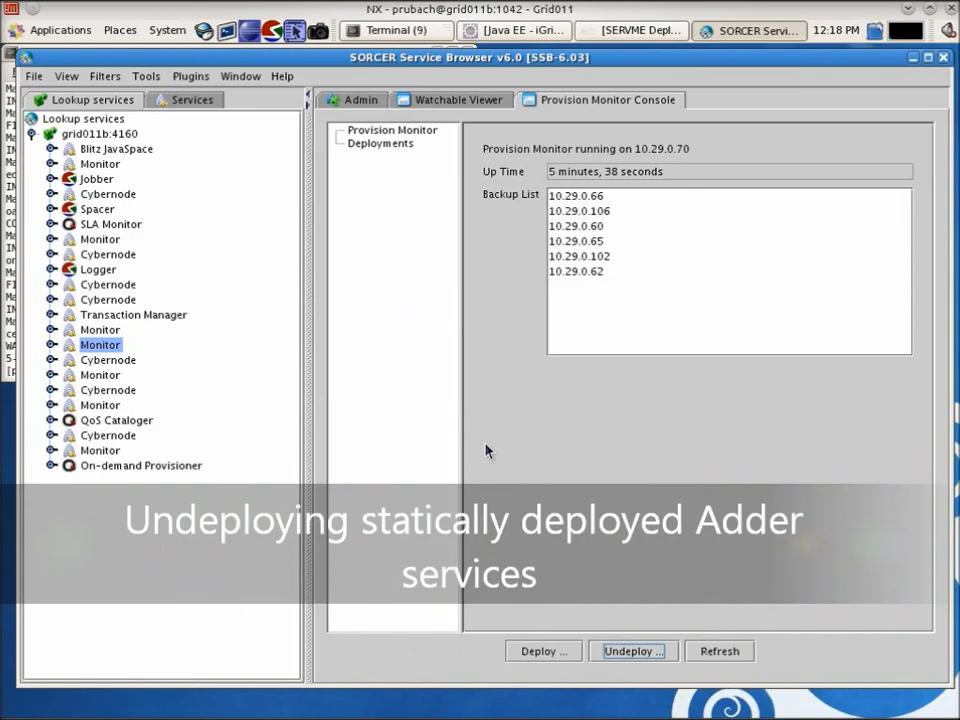 NX - prubach@grid011b:1042 - Grid011
Applications Places System
Terminal (9)
[Java EE - iGri...
[SERVME Depl...
SORCER Servi...
12:18 PM
SORCER Service Browser v6.0 [SSB-6.03]
File View Filters Tools Plugins Window Help
Lookup services Services
Admin Watchable Viewer Provision Monitor Console
Lookup services
grid011b:4160
Blitz JavaSpace
Monitor
Jobber
Cybernode
Spacer
SLA Monitor
Monitor
Cybernode
Logger
Cybernode
Cybernode
Transaction Manager
Monitor
Monitor
Cybernode
Monitor
Cybernode
Monitor
QoS Cataloger
Cybernode
Monitor
On-demand Provisioner
Provision Monitor
Deployments
Provision Monitor running on 10.29.0.70
Up Time 5 minutes, 38 seconds
Backup List
10.29.0.66
10.29.0.106
10.29.0.60
10.29.0.65
10.29.0.102
10.29.0.62
Undeploying statically deployed Adder
services
Deploy ... Undeploy ... Refresh